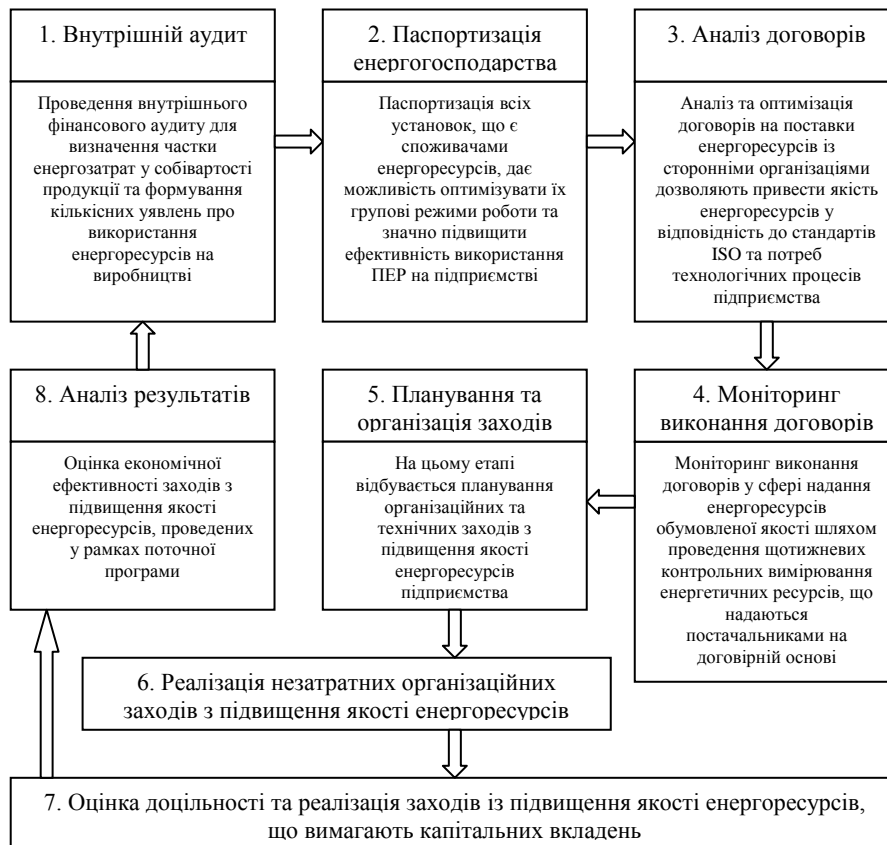 1. Внутрішній аудит
Проведення внутрішнього
фінансового аудиту для
визначення частки
енергозатрат у собівартості
продукції та формування
кількісних уявлень про
використання
енергоресурсів на
виробництві
2. Паспортизація
енергогосподарства
Паспортизація всіх
установок, що є
споживачами
енергоресурсів, дає
можливість оптимізувати їх
групові режими роботи та
значно підвищити
ефективність використання
ПЕР на підприємстві
3. Аналіз договорів
Аналіз та оптимізація
договорів на поставки
енергоресурсів із
сторонніми організаціями
дозволяють привести якість
енергоресурсів у
відповідність до стандартів
ISO та потреб
технологічних процесів
підприємства
4. Моніторинг
виконання договорів
Моніторинг виконання
договорів у сфері надання
енергоресурсів
обумовленої якості шляхом
проведення щотижневих
контрольних вимірювання
енергетичних ресурсів, що
надаються
постачальниками на
договірній основі
5. Планування та
організація заходів
На цьому етапі
відбувається планування
організаційних та
технічних заходів з
підвищення якості
енергоресурсів
підприємства
6. Реалізація незатратних організаційних
заходів з підвищення якості енергоресурсів
7. Оцінка доцільності та реалізація заходів із підвищення якості енергоресурсів,
що вимагають капітальних вкладень
8. Аналіз результатів
Оцінка економічної
ефективності заходів з
підвищення якості
енергоресурсів, проведених
у рамках поточної
програми